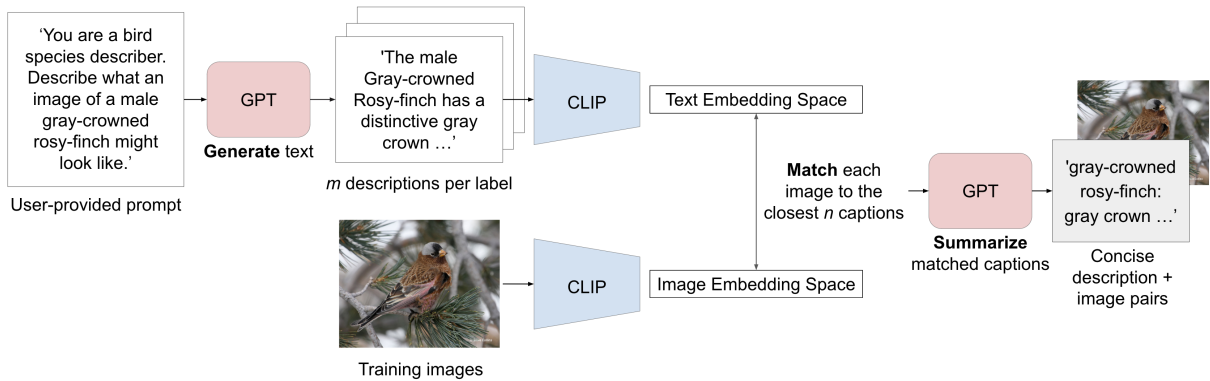 ‘You are a bird
species describer.
Describe what an
image of a male
gray-crowned
rosy-finch might
look like.’
User-provided prompt
GPT
Generate text
'The male
Gray-crowned
Rosy-finch has a
distinctive gray
crown …’
m descriptions per label
CLIP
Text Embedding Space
Training images
CLIP
Image Embedding Space
Match each
image to the
closest n captions
GPT
Summarize
matched captions
'gray-crowned
rosy-finch:
gray crown …’
Concise
description +
image pairs